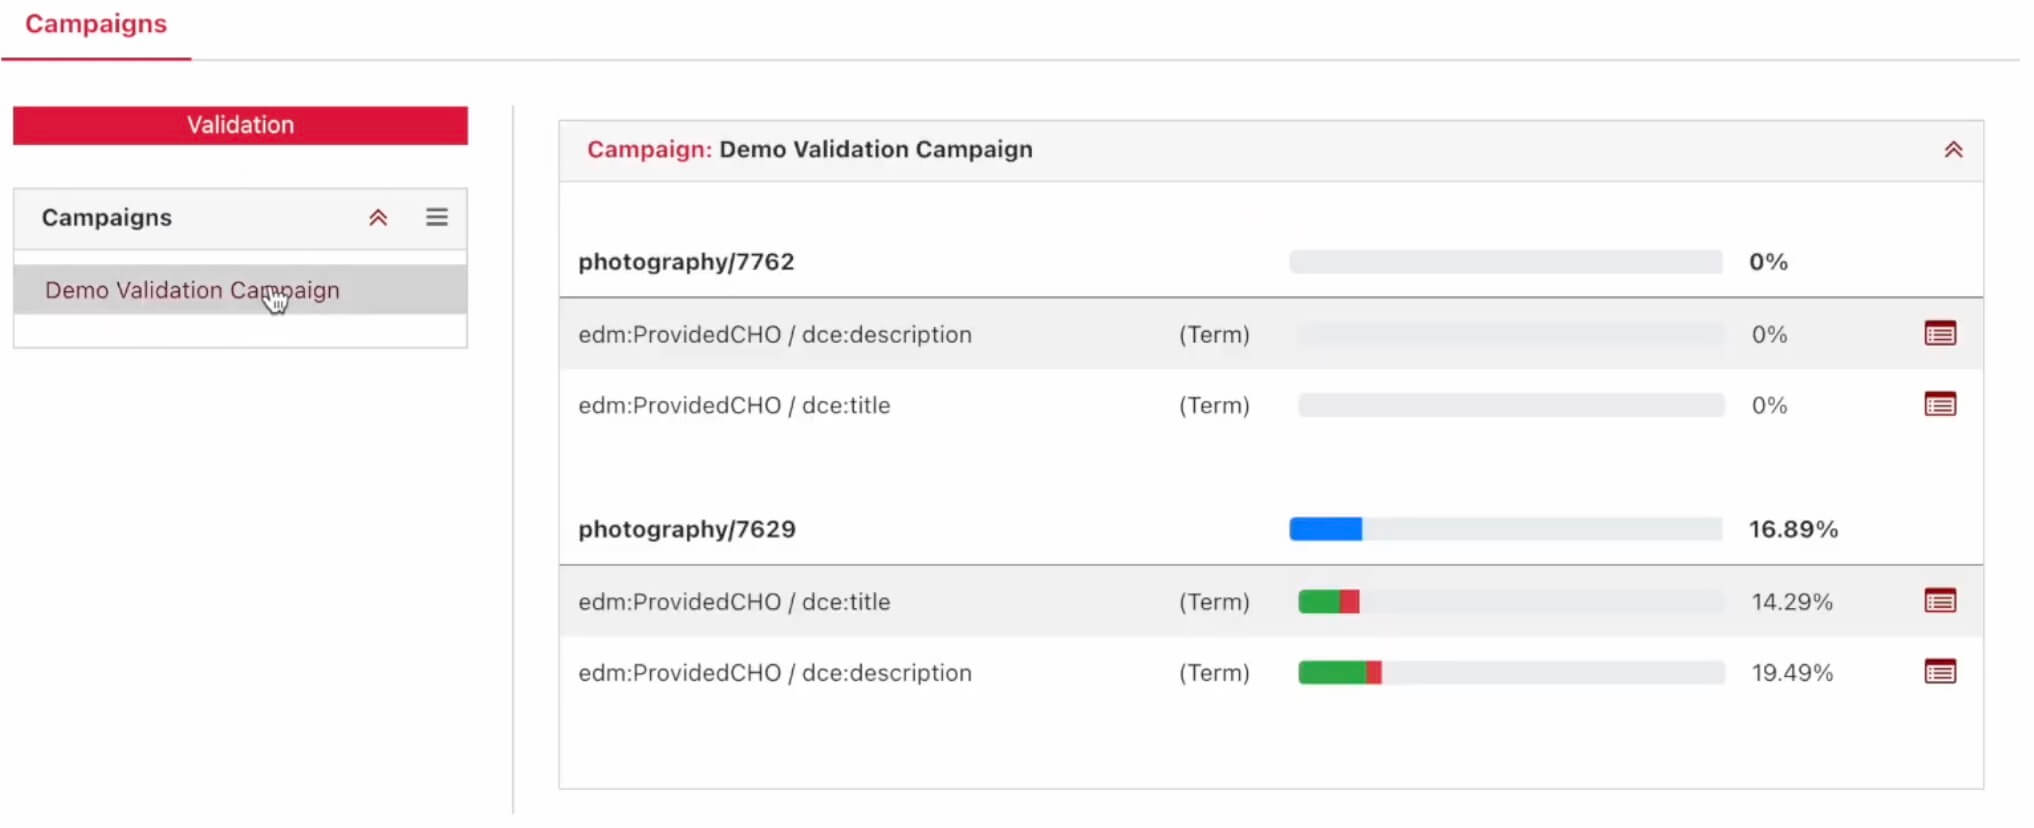 Campaigns
Validation
Campaigns
Demo Validation Campaign
Campaign: Demo Validation Campaign
photography/7762 0%
edm:ProvidedCHO / dce:description (Term) 0%
edm:ProvidedCHO / dce:title (Term) 0%
photography/7629 16.89%
edm:ProvidedCHO / dce:title (Term) 14.29%
edm:ProvidedCHO / dce:description (Term) 19.49%